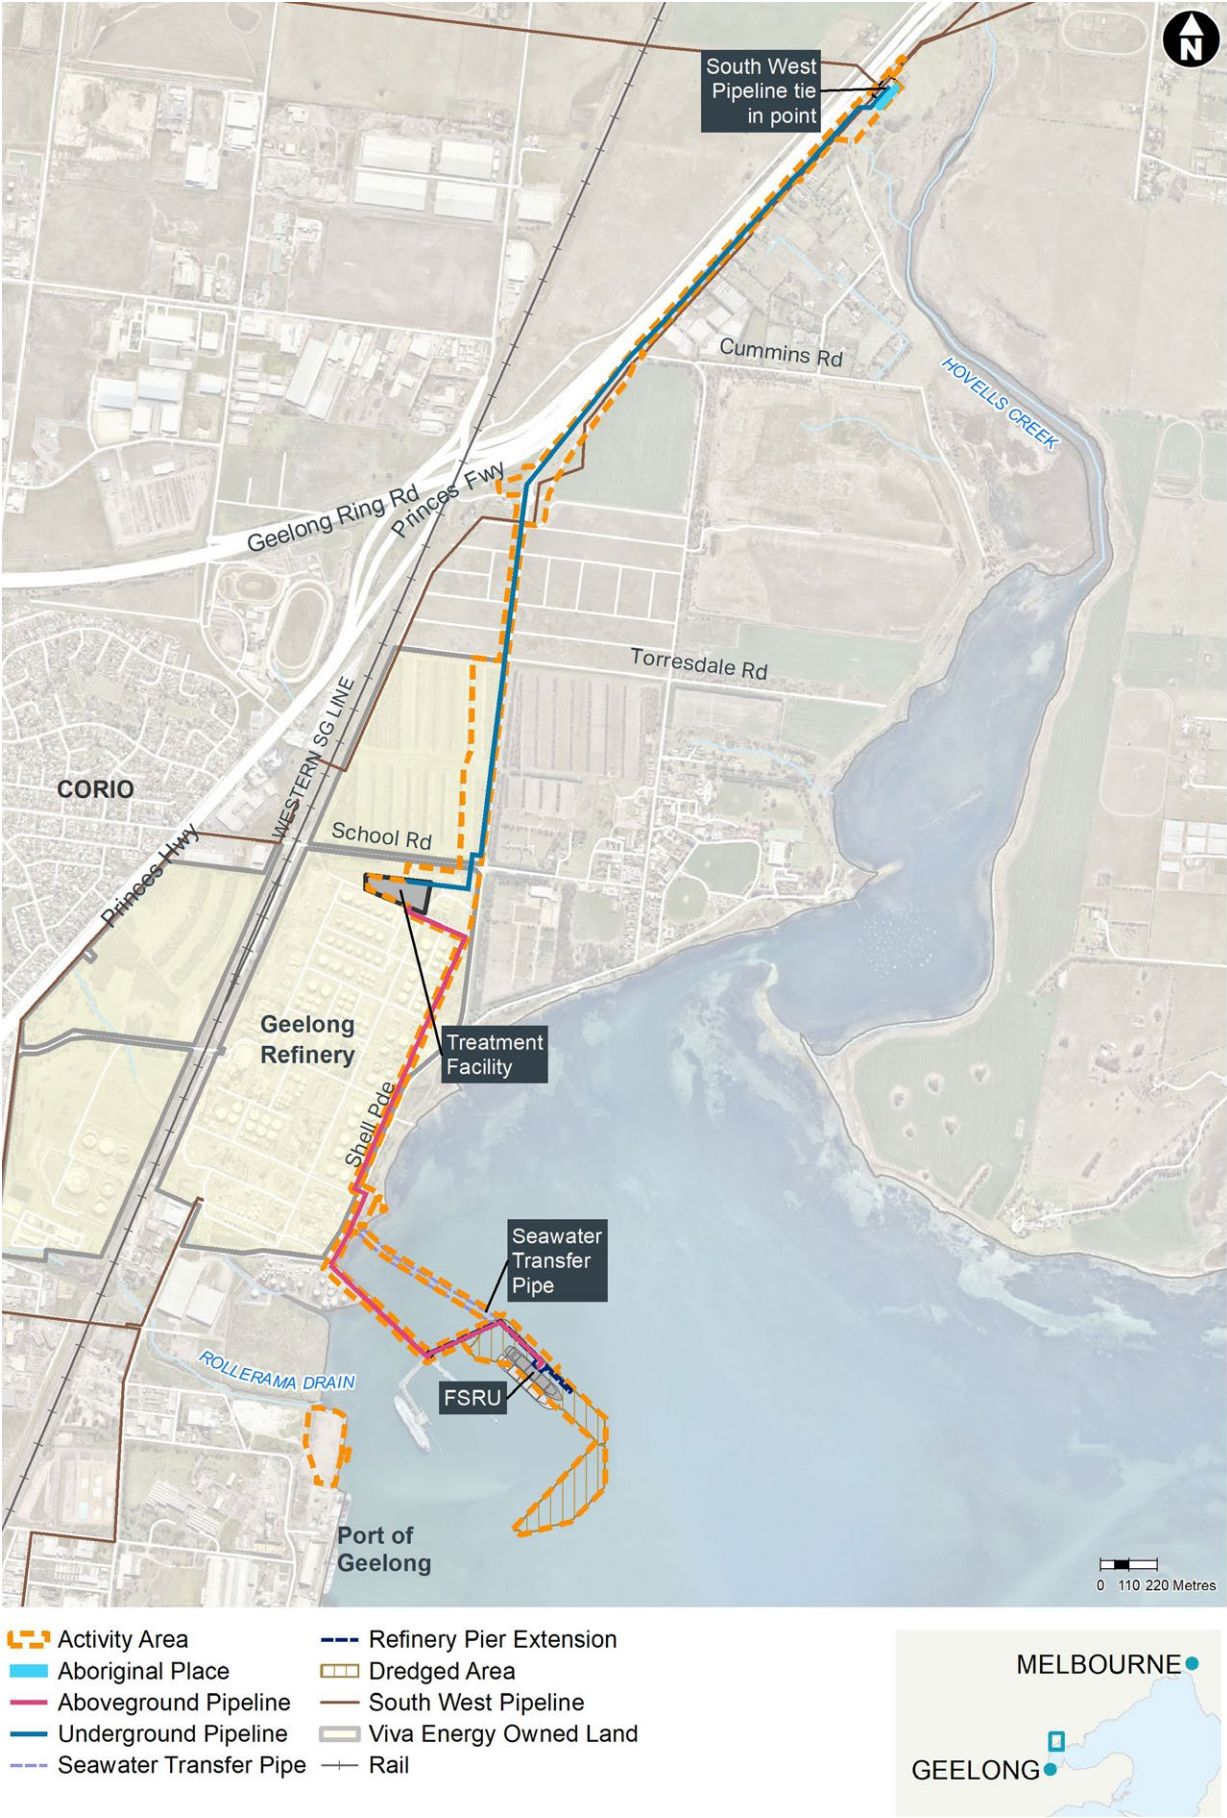 N
South West
Pipeline tie
in point
Cummins Rd
HOVELLS CREEK
Geelong Ring Rd
Princes Fwy
Torresdale Rd
WESTERN SG LINE
CORIO
School Rd
Princes Hwy
Geelong
Refinery
Treatment
Facility
Shell Pde
Seawater
Transfer
Pipe
ROLLERAMA DRAIN
FSRU
Port of
Geelong
0 110 220 Metres
Activity Area
Aboriginal Place
Aboveground Pipeline
Underground Pipeline
Seawater Transfer Pipe
Refinery Pier Extension
Dredged Area
South West Pipeline
Viva Energy Owned Land
Rail
MELBOURNE
GEELONG